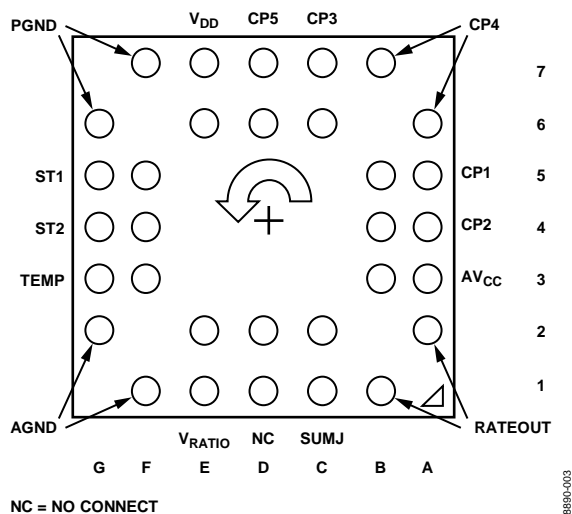 PGND VDD CP5 CP3 CP4
7
6
ST1 CP1 5
ST2 CP2 4
TEMP AVCC 3
2
1
AGND VRATIO NC SUMJ RATEOUT
G F E D C B A
NC = NO CONNECT
8890-003